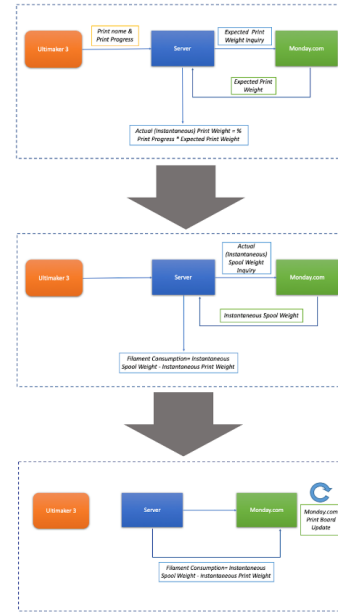 Print name &
Print Progress
Expected Print
Weight Inquiry
Ultimaker 3
Server
Monday.com
Expected Print
Weight
Actual (Instantaneous) Print Weight = %
Print Progress * Expected Print Weight
Actual
(Instantaneous)
Spool Weight
Inquiry
Ultimaker 3
Server
Monday.com
Instantaneous Spool Weight
Filament Consumption= Instantaneous
Spool Weight - Instantaneous Print Weight
Ultimaker 3
Server
Monday.com
Monday.com
Print Board
Update
Filament Consumption= Instantaneous
Spool Weight - Instantaneous Print Weight